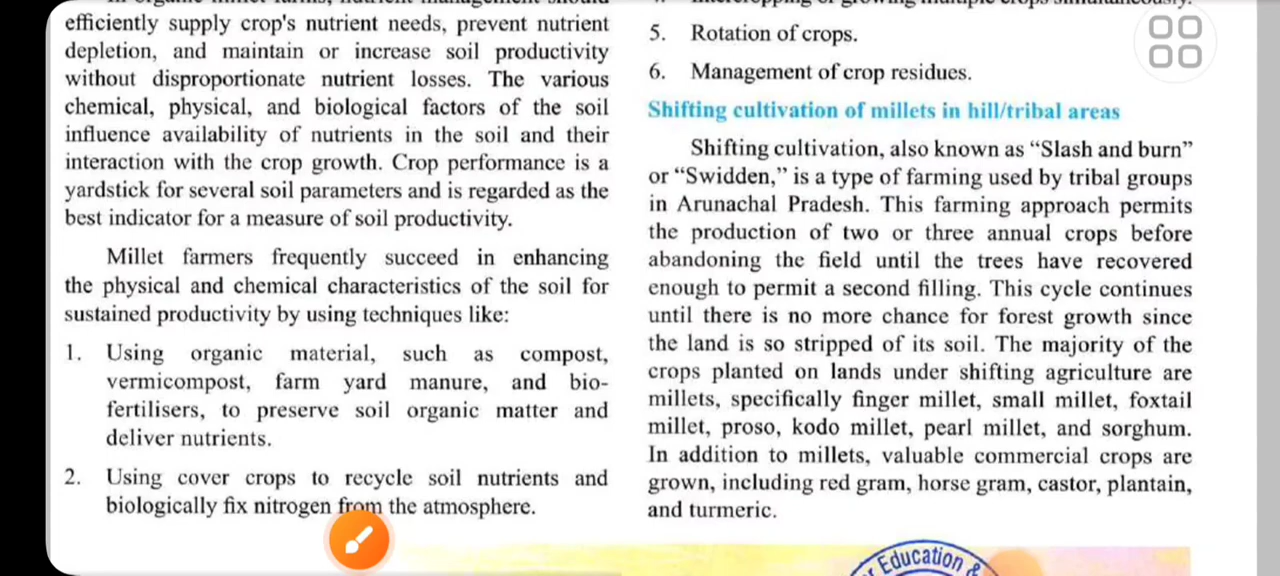 efficiently supply crop's nutrient needs, prevent nutrient
depletion, and maintain or increase soil productivity
without disproportionate nutrient losses. The various
chemical, physical, and biological factors of the soil
influence availability of nutrients in the soil and their
interaction with the crop growth. Crop performance is a
yardstick for several soil parameters and is regarded as the
best indicator for a measure of soil productivity.
Millet farmers frequently succeed in enhancing
the physical and chemical characteristics of the soil for
sustained productivity by using techniques like:
1. Using organic material, such as compost,
vermicompost, farm yard manure, and bio-
fertilisers, to preserve soil organic matter and
deliver nutrients.
2. Using cover crops to recycle soil nutrients and
biologically fix nitrogen from the atmosphere.
5. Rotation of crops.
6. Management of crop residues.
Shifting cultivation of millets in hill/tribal areas
Shifting cultivation, also known as “Slash and burn”
or “Swidden,” is a type of farming used by tribal groups
in Arunachal Pradesh. This farming approach permits
the production of two or three annual crops before
abandoning the field until the trees have recovered
enough to permit a second filling. This cycle continues
until there is no more chance for forest growth since
the land is so stripped of its soil. The majority of the
crops planted on lands under shifting agriculture are
millets, specifically finger millet, small millet, foxtail
millet, proso, kodo millet, pearl millet, and sorghum.
In addition to millets, valuable commercial crops are
grown, including red gram, horse gram, castor, plantain,
and turmeric.
Education &